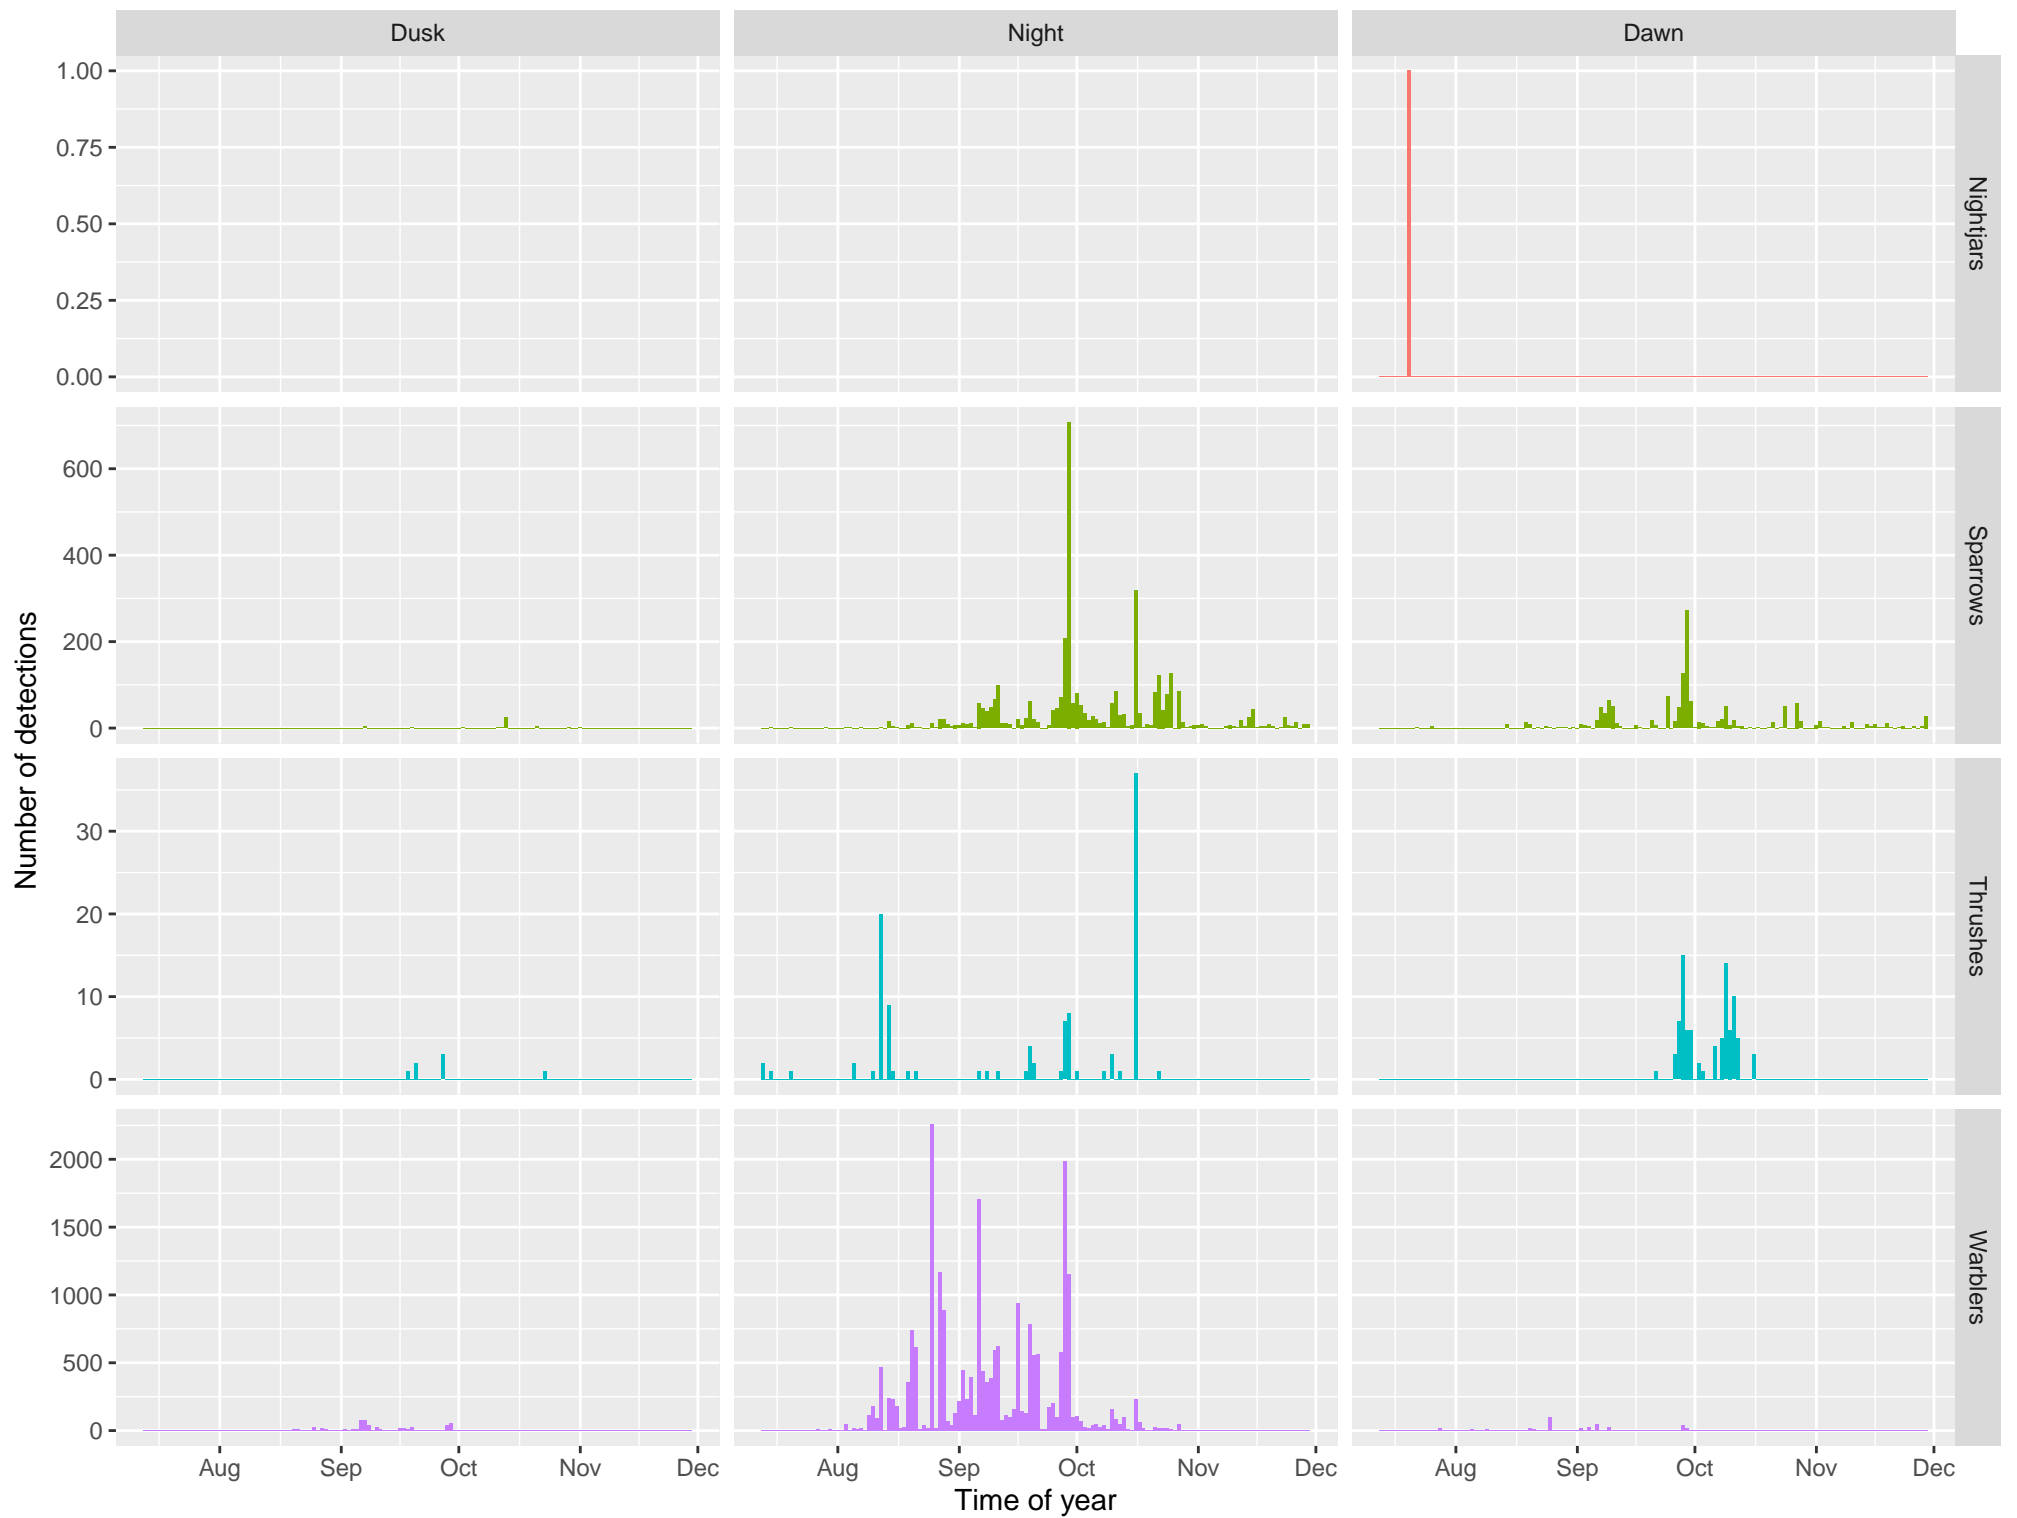 Dusk Night Dawn
1.00
0.75
0.50
0.25
0.00
Nightjars
600
400
200
0
Sparrows
30
20
10
0
Thrushes
2000
1500
1000
500
0
Warblers
Number of detections
Aug Sep Oct Nov Dec Aug Sep Oct Nov Dec Aug Sep Oct Nov Dec
Time of year